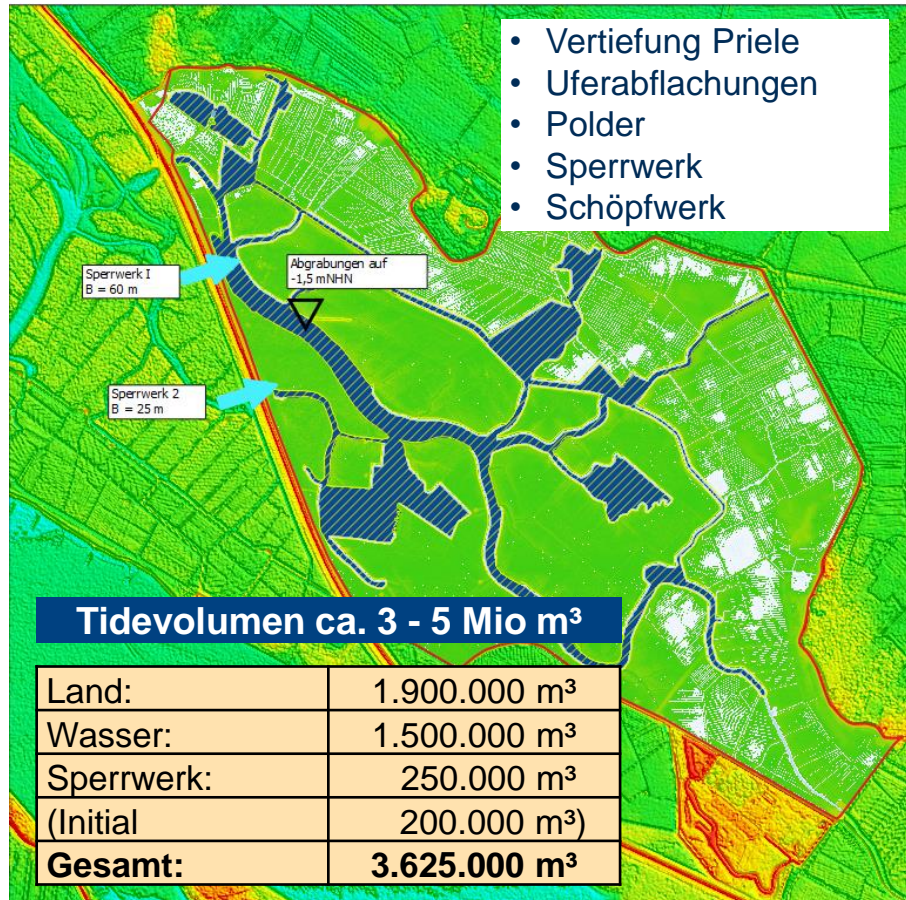 • Vertiefung Priele
• Uferabflachungen
• Polder
• Sperrwerk
• Schöpfwerk
Sperrwerk I
B = 60 m
Abgrabungen auf
-1,5 mNHN
Sperrwerk 2
B = 25 m
Tidevolumen ca. 3 - 5 Mio m³
Land: 1.900.000 m³
Wasser: 1.500.000 m³
Sperrwerk: 250.000 m³
(Initial 200.000 m³)
Gesamt: 3.625.000 m³